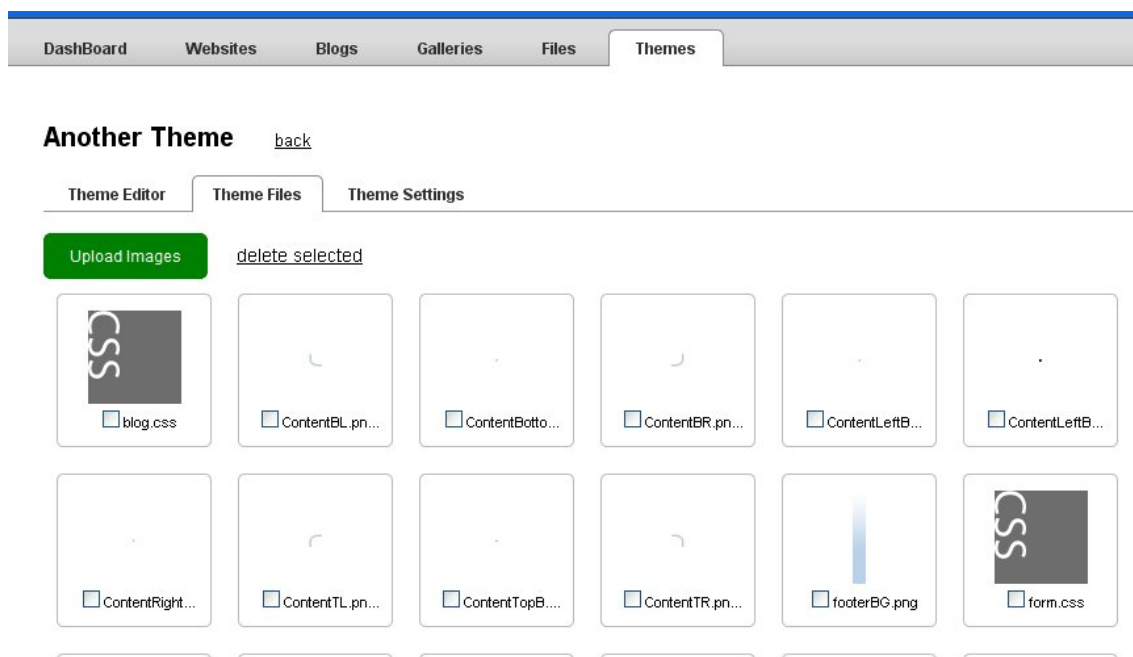 DashBoard Websites Blogs Galleries Files Themes
Another Theme back
Theme Editor Theme Files Theme Settings
Upload Images delete selected
CSS
blog.css ContentBL.pn... ContentBotto... ContentBR.pn... ContentLeftB... ContentLeftB...
CSS
ContentRight... ContentTL.pn... ContentTopB.... ContentTR.pn... footerBG.png form.css